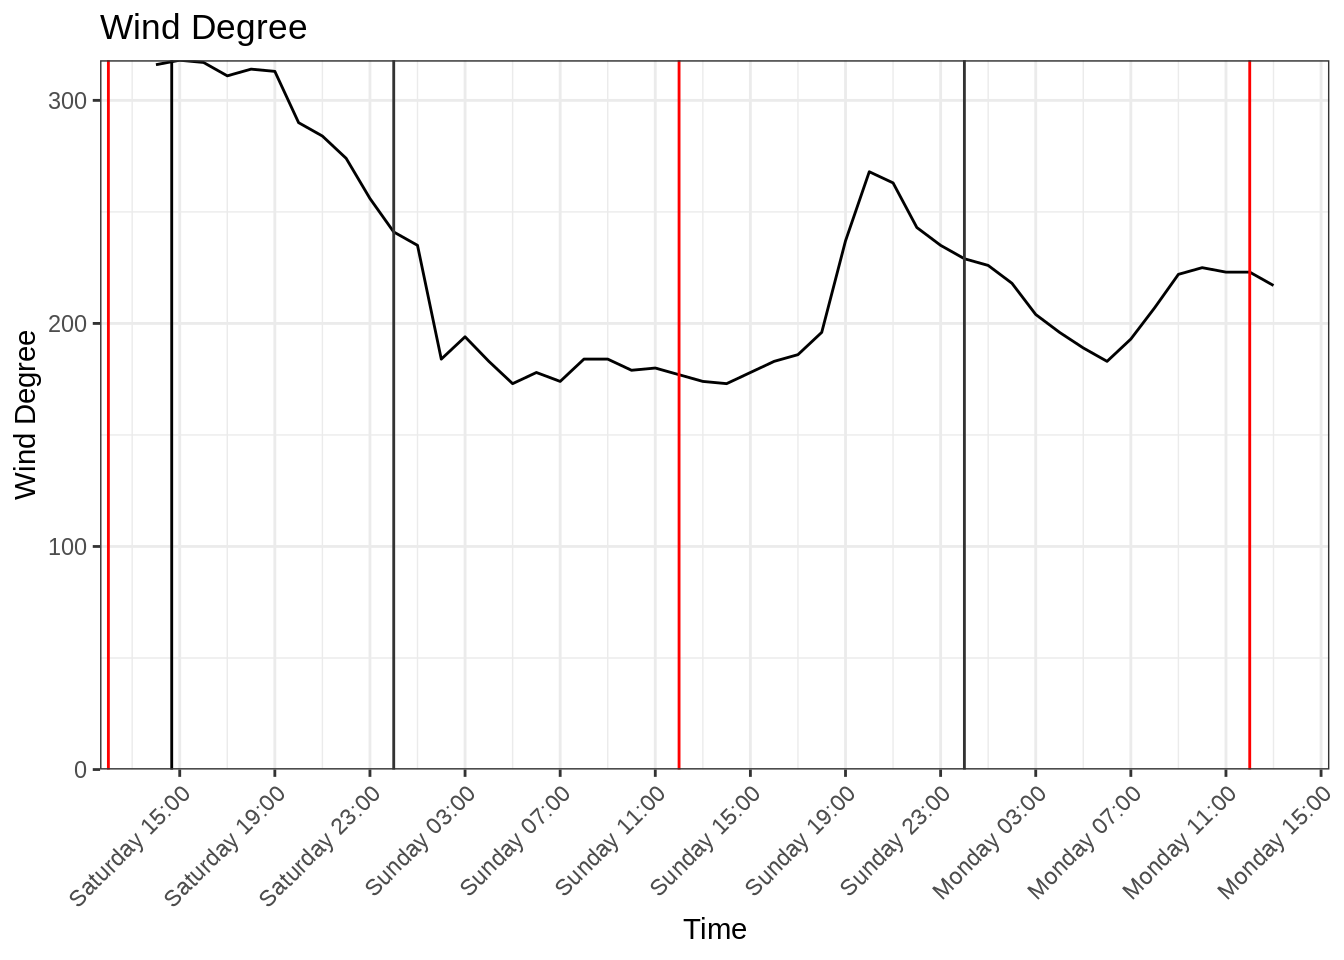 Wind Degree
Wind Degree
300
200
100
0
Saturday 15:00
Saturday 19:00
Saturday 23:00
Sunday 03:00
Sunday 07:00
Sunday 11:00
Sunday 15:00
Sunday 19:00
Sunday 23:00
Monday 03:00
Monday 07:00
Monday 11:00
Monday 15:00
Time